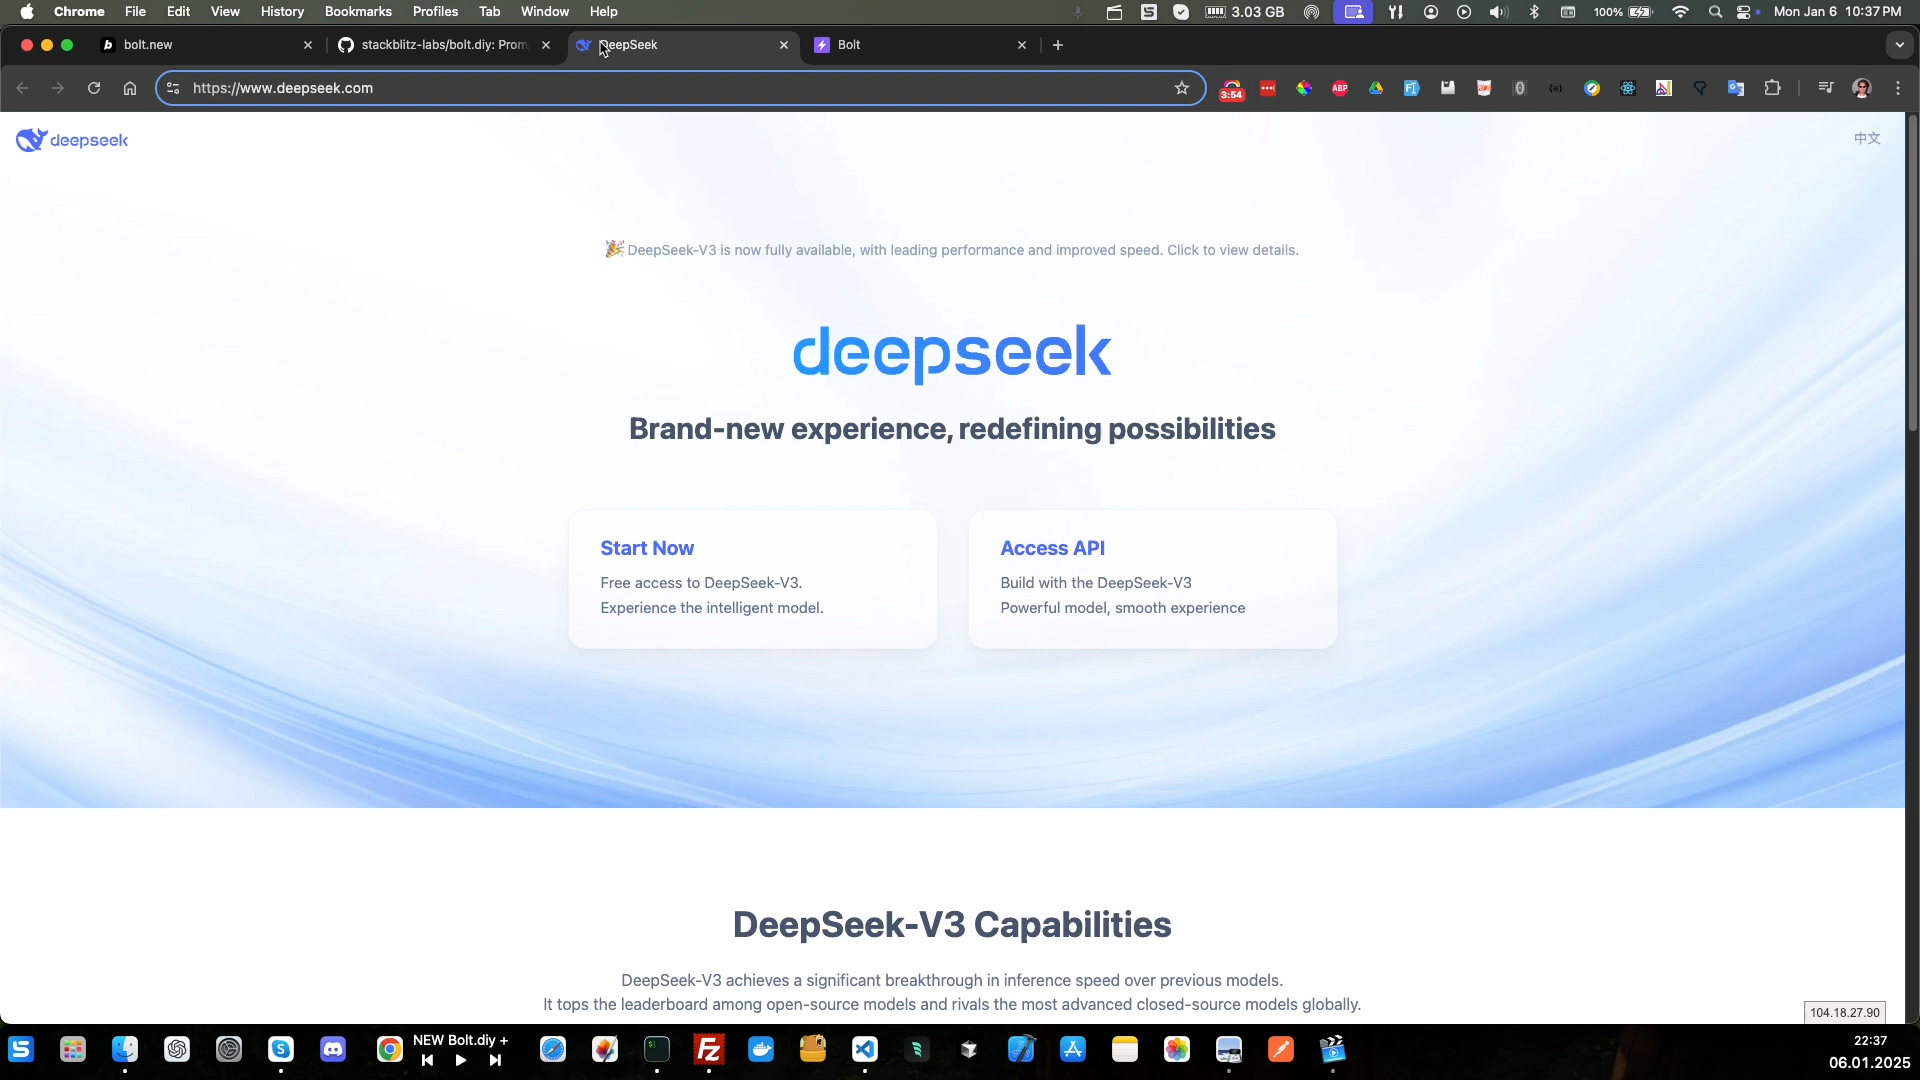 Chrome File Edit View History Bookmarks Profiles Tab Window Help 3.03 GB 100% Mon Jan 6 10:37 PM
bolt.new
stackblitz-labs/bolt.diy: Prom
DeepSeek
Bolt
https://www.deepseek.com
3:54
ABP
deepseek
中文
🎉 DeepSeek-V3 is now fully available, with leading performance and improved speed. Click to view details.
deepseek
Brand-new experience, redefining possibilities
Start Now
Free access to DeepSeek-V3.
Experience the intelligent model.
Access API
Build with the DeepSeek-V3
Powerful model, smooth experience
DeepSeek-V3 Capabilities
DeepSeek-V3 achieves a significant breakthrough in inference speed over previous models.
It tops the leaderboard among open-source models and rivals the most advanced closed-source models globally.
104.18.27.90
NEW Bolt.diy +
22:37
06.01.2025